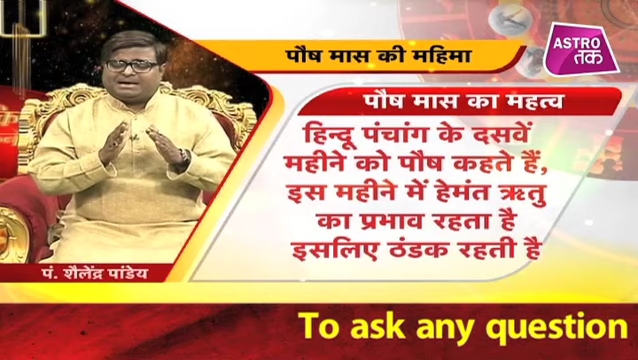 पौष मास की महिमा
ASTRO
तक
पौष मास का महत्व
हिन्दू पंचांग के दसवें
महीने को पौष कहते हैं,
इस महीने में हेमंत ऋतु
का प्रभाव रहता है
इसलिए ठंडक रहती है
पं. शैलेंद्र पांडेय
To ask any question